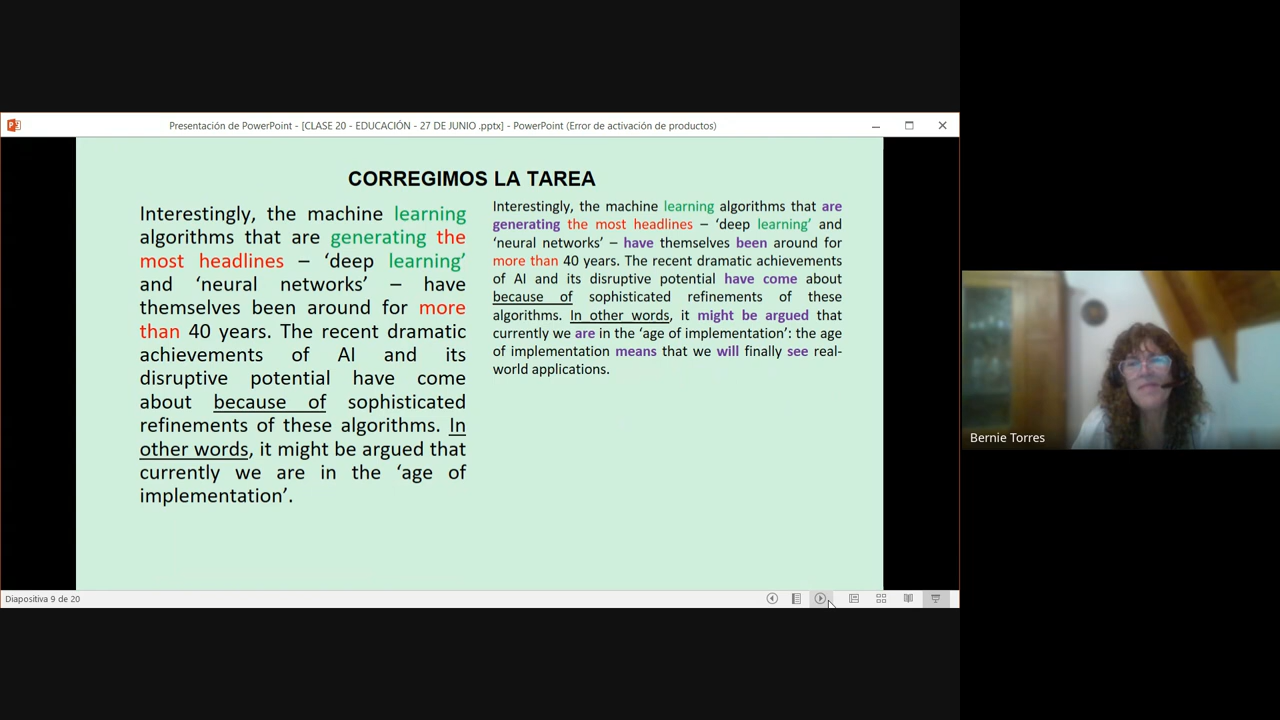 Presentación de PowerPoint - [CLASE 20 - EDUCACIÓN - 27 DE JUNIO .pptx] - PowerPoint (Error de activación de productos)
CORREGIMOS LA TAREA
Interestingly, the machine learning
algorithms that are generating the
most headlines – ‘deep learning’
and ‘neural networks’ – have
themselves been around for more
than 40 years. The recent dramatic
achievements of AI and its
disruptive potential have come
about because of sophisticated
refinements of these algorithms. In
other words, it might be argued that
currently we are in the ‘age of
implementation’.
Interestingly, the machine learning algorithms that are
generating the most headlines – ‘deep learning’ and
‘neural networks’ – have themselves been around for
more than 40 years. The recent dramatic achievements
of AI and its disruptive potential have come about
because of sophisticated refinements of these
algorithms. In other words, it might be argued that
currently we are in the ‘age of implementation’: the age
of implementation means that we will finally see real-
world applications.
Bernie Torres
Diapositiva 9 de 20